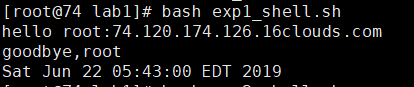 [root@74 lab1]# bash exp1_shell.sh
hello root:74.120.174.126.16clouds.com
goodbye,root
Sat Jun 22 05:43:00 EDT 2019